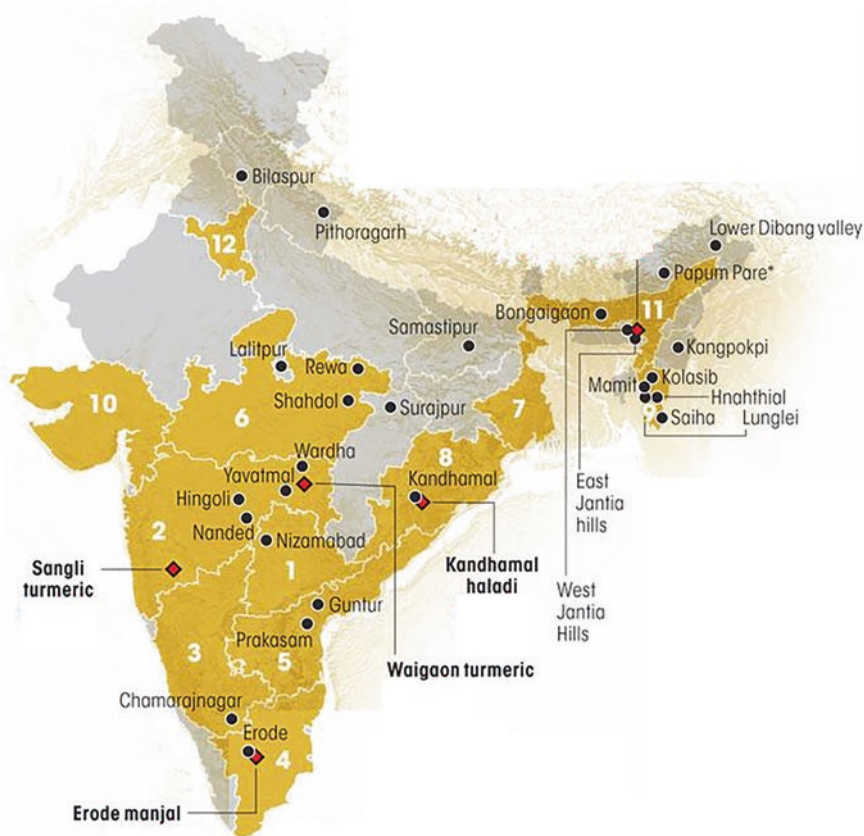 Bilaspur
Pithoragarh
Lower Dibang valley
12
Papum Pare*
Bongaigaon
11
Samastipur
Kangpokpi
Lalitpur
Rewa
Kolasib
Mamit
Hnahthial
10
Shahdol
Surajpur
7
9
Saiha
Lunglei
6
Wardha
8
Yavatmal
Kandhamal
Hingoli
East
Jantia
hills
Nanded
2
Nizamabad
Sangli
turmeric
1
Kandhamal
haladi
West
Jantia
Hills
Guntur
Prakasam
3
5
Waigaon turmeric
Chamarajnagar
Erode
4
Erode manjal